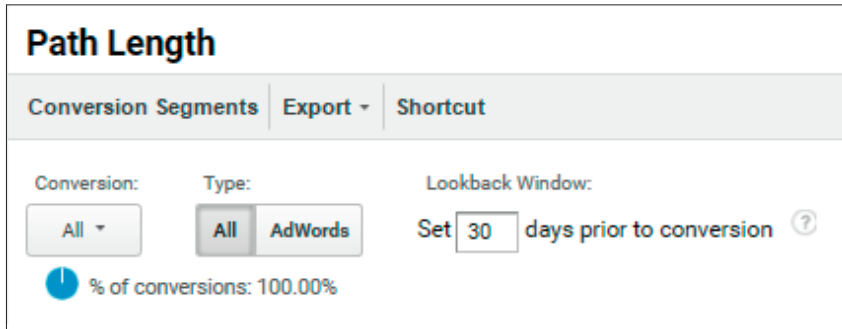 Path Length
Conversion Segments Export Shortcut
Conversion: Type: Lookback Window:
All All AdWords Set 30 days prior to conversion ?
% of conversions: 100.00%